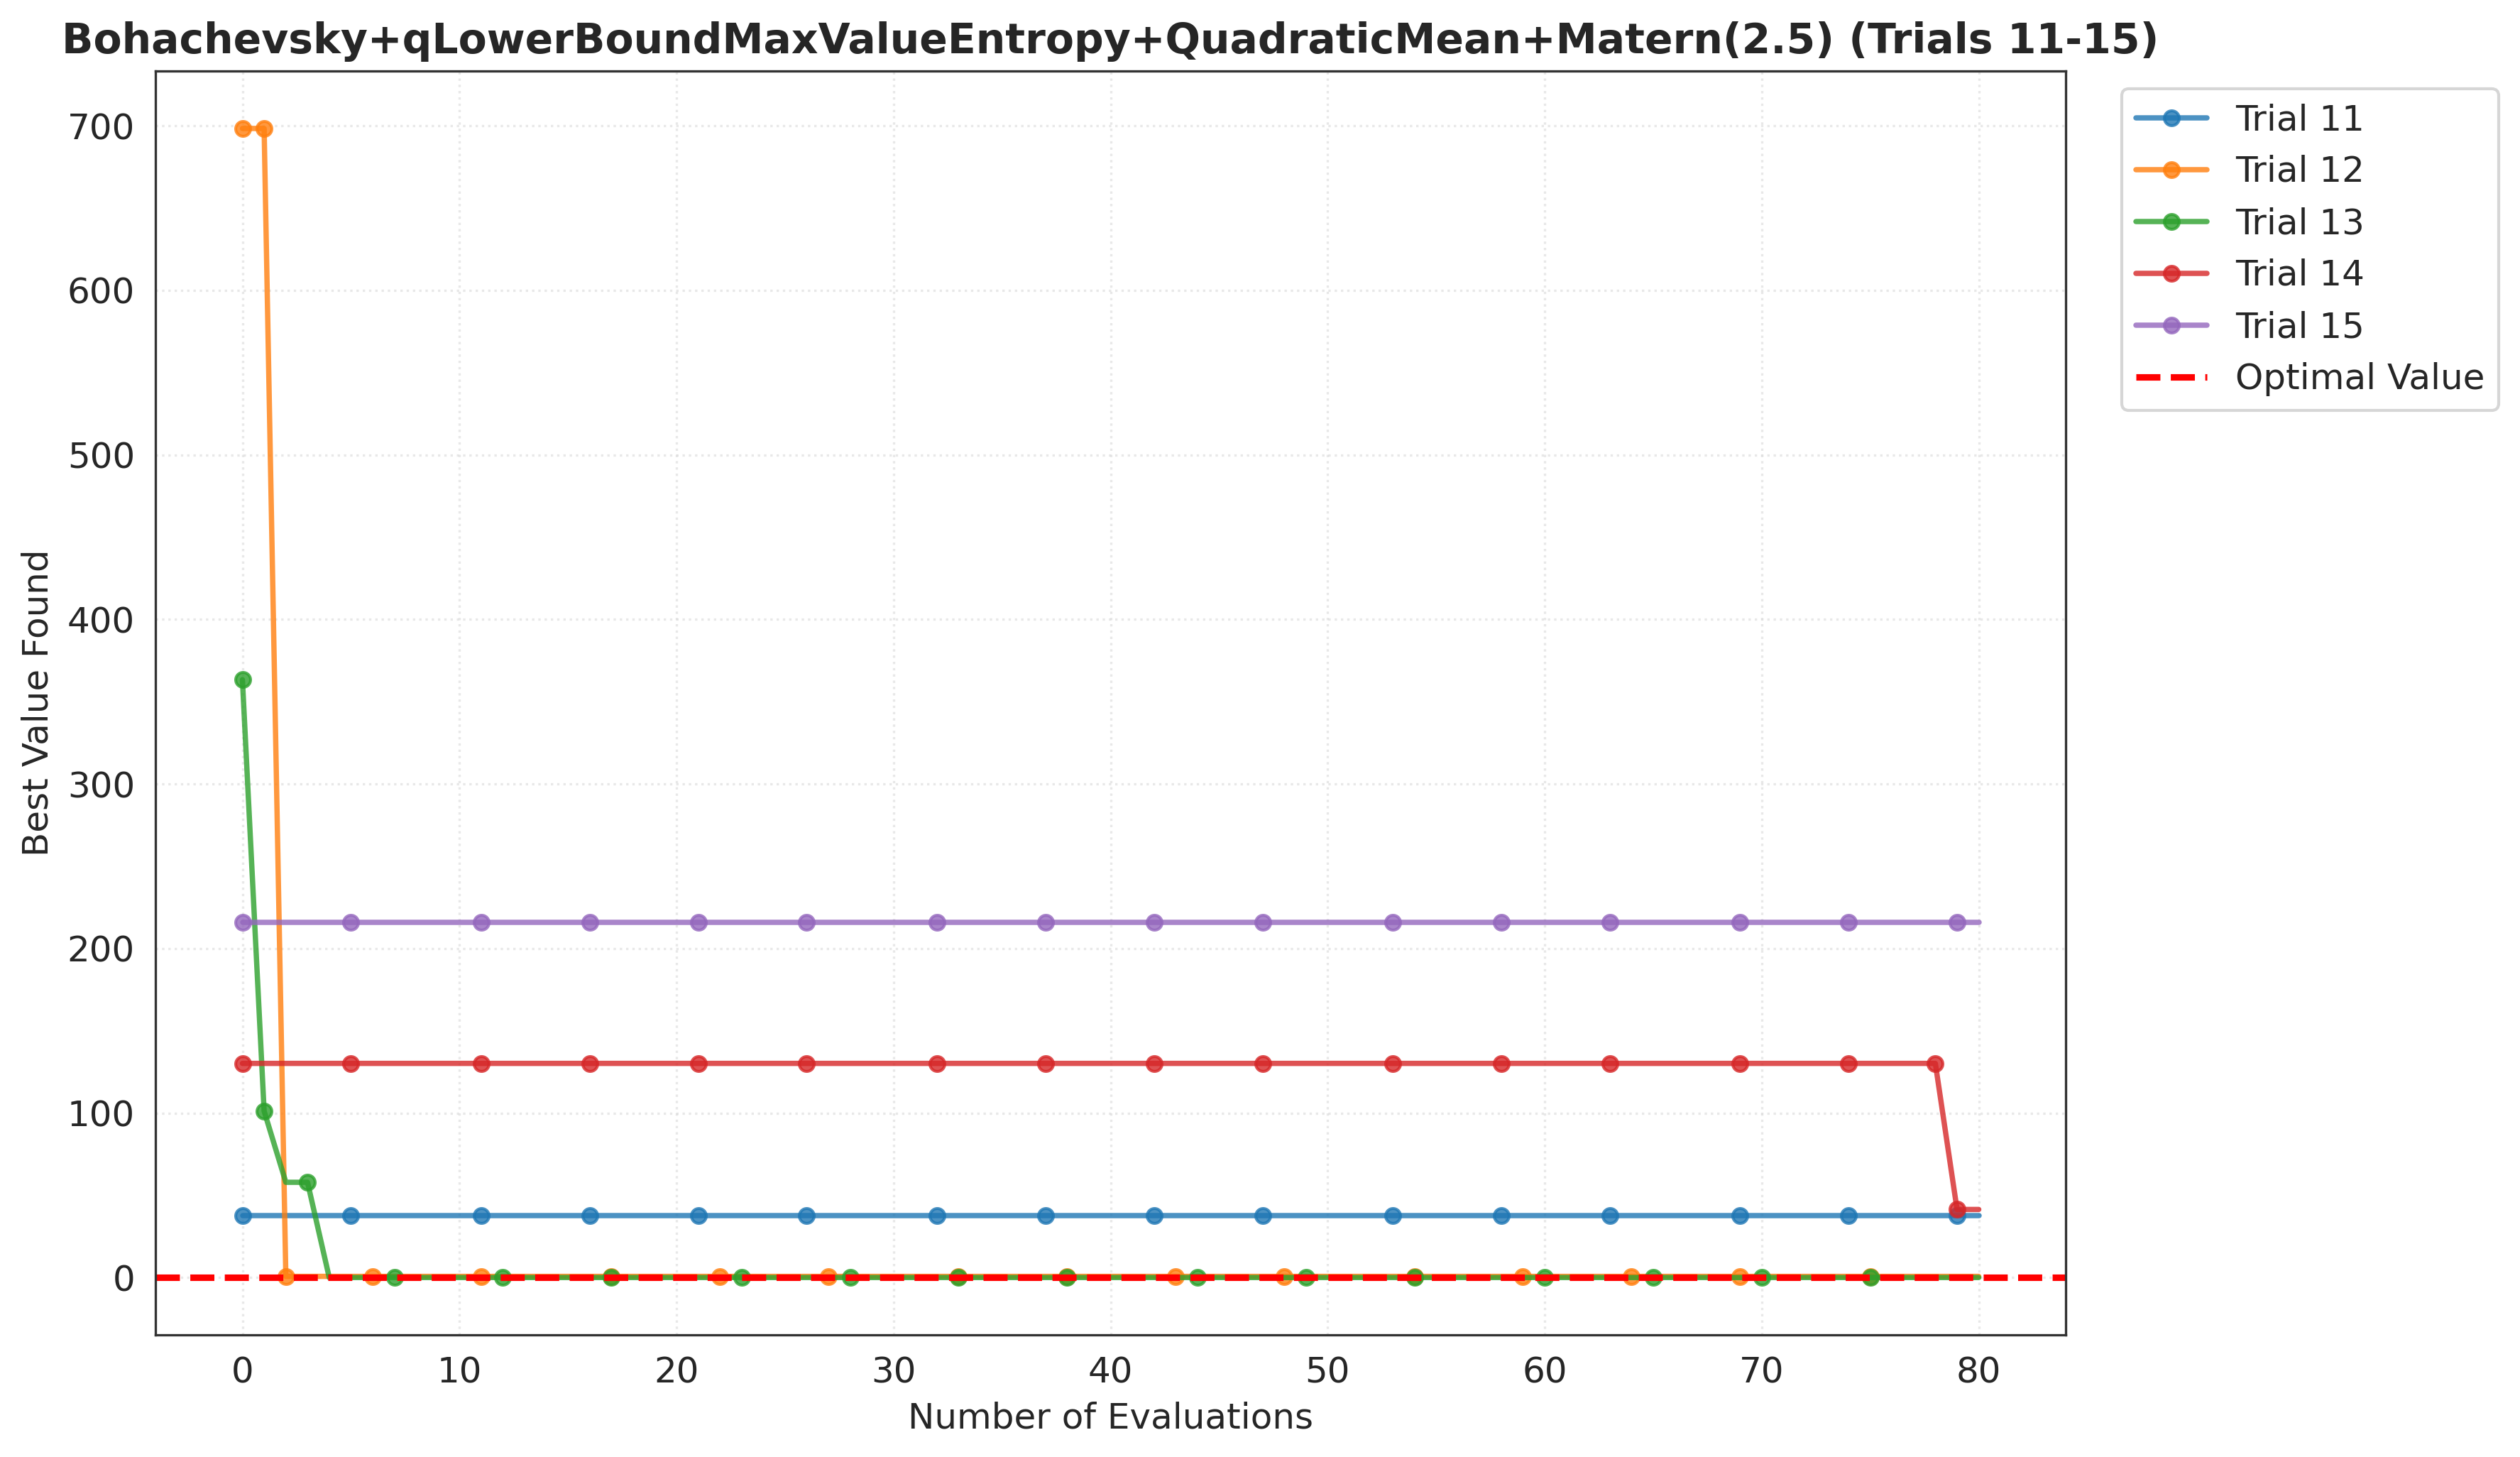 Bohachevsky+qLowerBoundMaxValueEntropy+QuadraticMean+Matern(2.5) (Trials 11-15)
Trial 11
Trial 12
Trial 13
Trial 14
Trial 15
Optimal Value
Best Value Found
700
600
500
400
300
200
100
0
0 10 20 30 40 50 60 70 80
Number of Evaluations